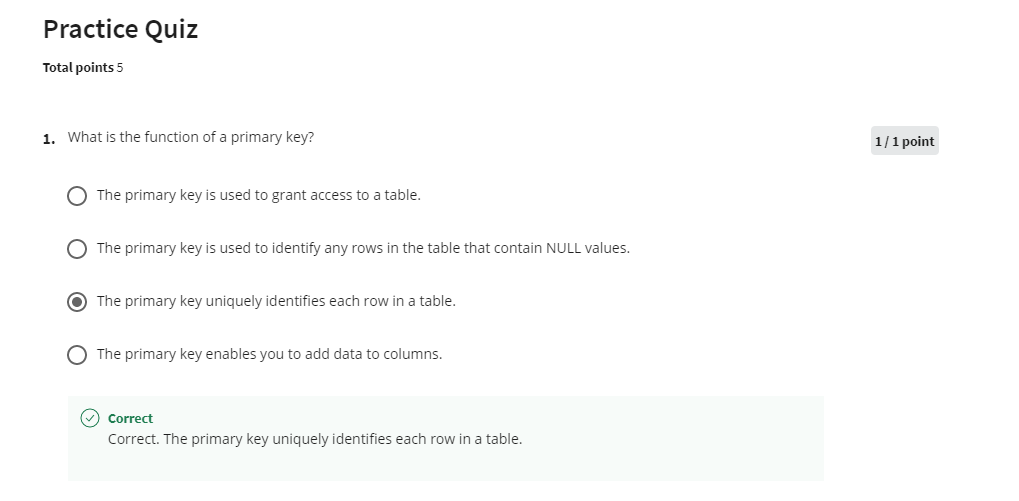 Practice Quiz
Total points 5
1. What is the function of a primary key?
1 / 1 point
The primary key is used to grant access to a table.
The primary key is used to identify any rows in the table that contain NULL values.
The primary key uniquely identifies each row in a table.
The primary key enables you to add data to columns.
Correct
Correct. The primary key uniquely identifies each row in a table.